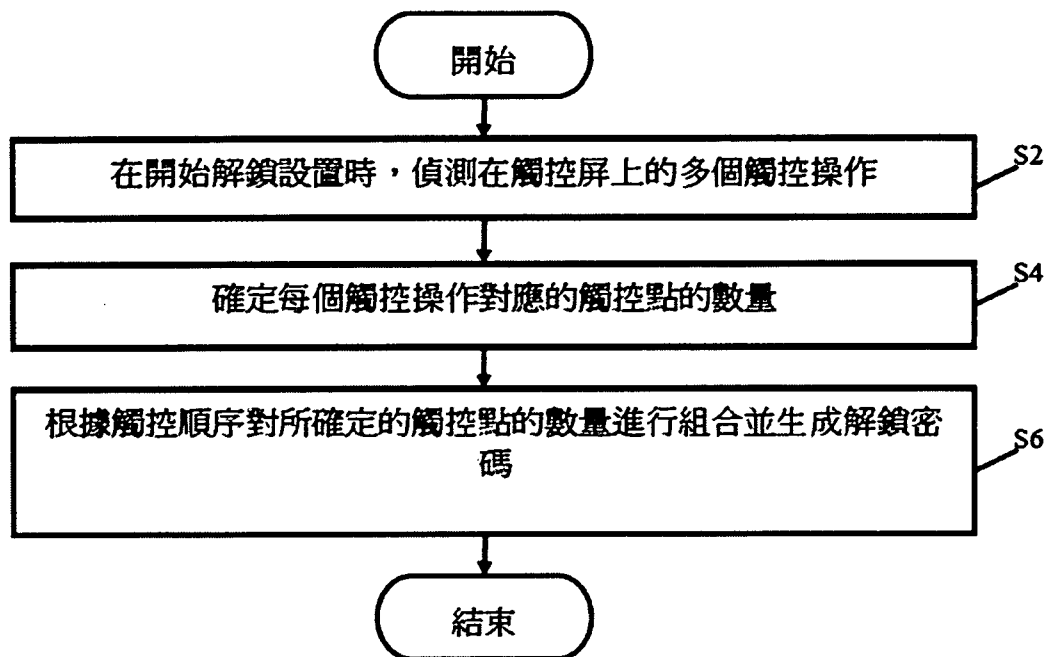 開始
在開始解鎖設置時，偵測在觸控屏上的多個觸控操作
S2
確定每個觸控操作對應的觸控點的數量
S4
根據觸控順序對所確定的觸控點的數量進行組合並生成解鎖密
碼
S6
結束